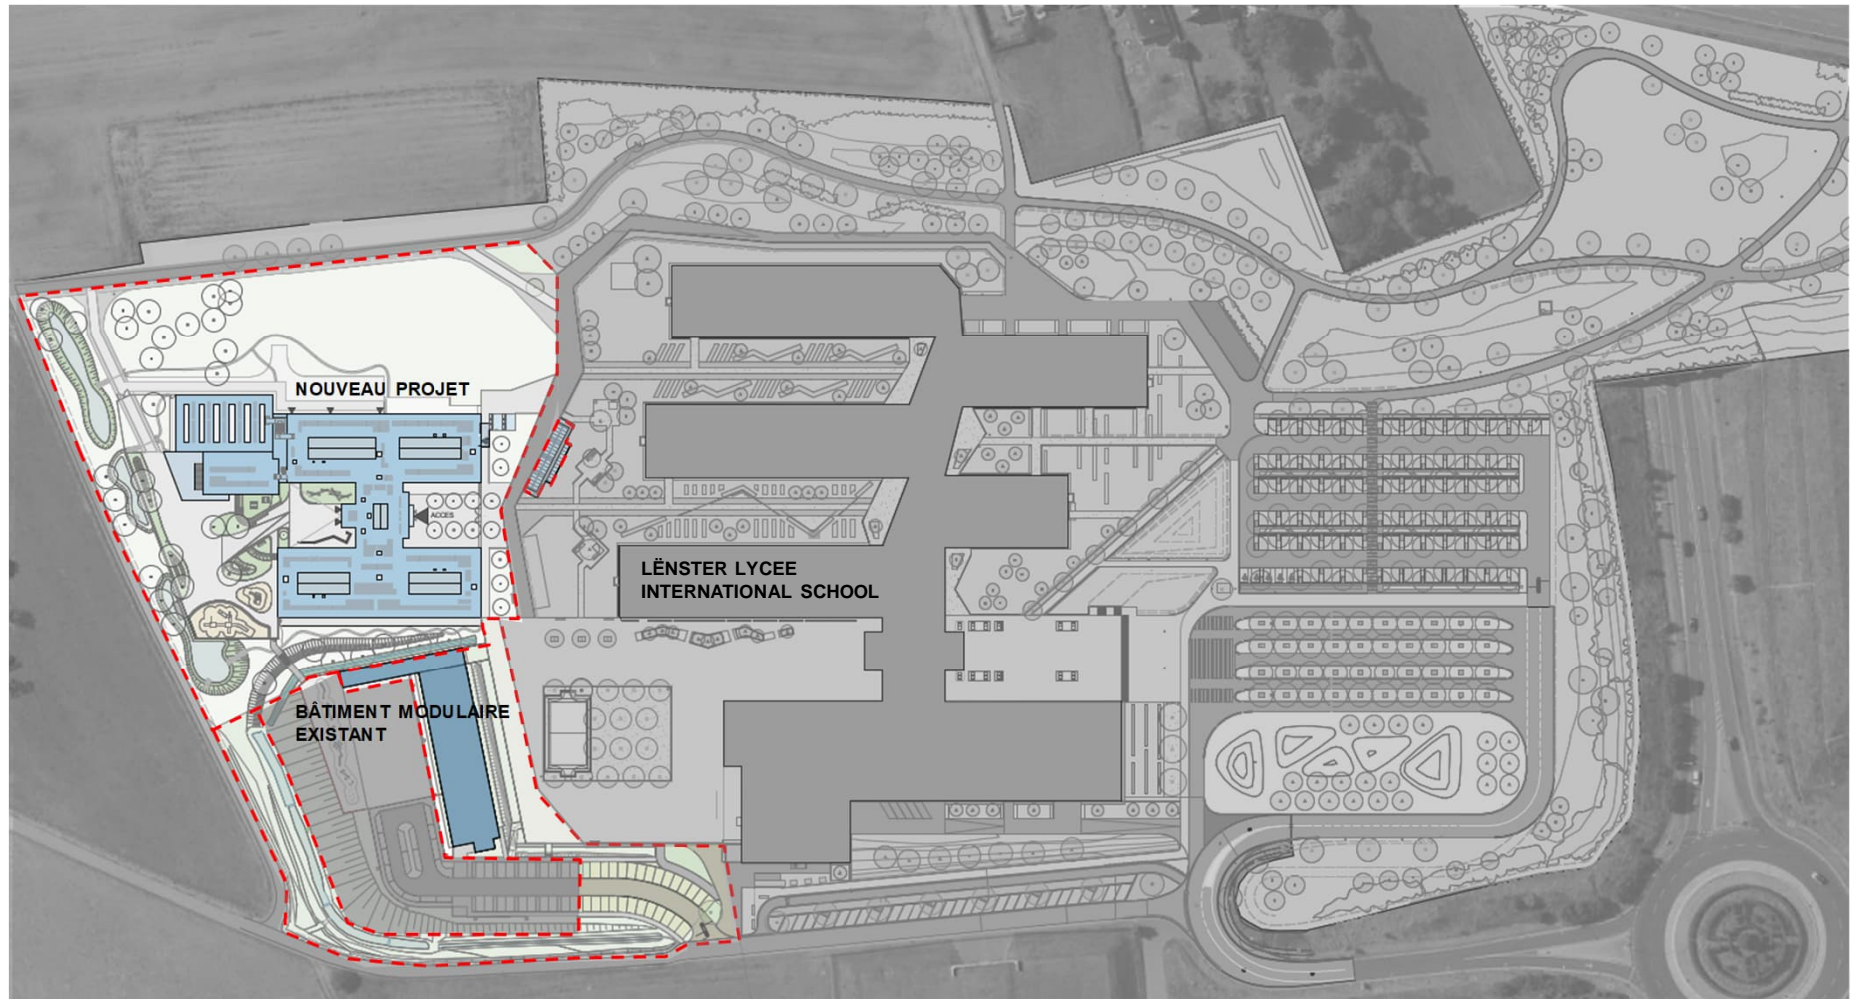 NOUVEAU PROJET
ACCES
LËNSTER LYCEE
INTERNATIONAL SCHOOL
BÂTIMENT MODULAIRE
EXISTANT